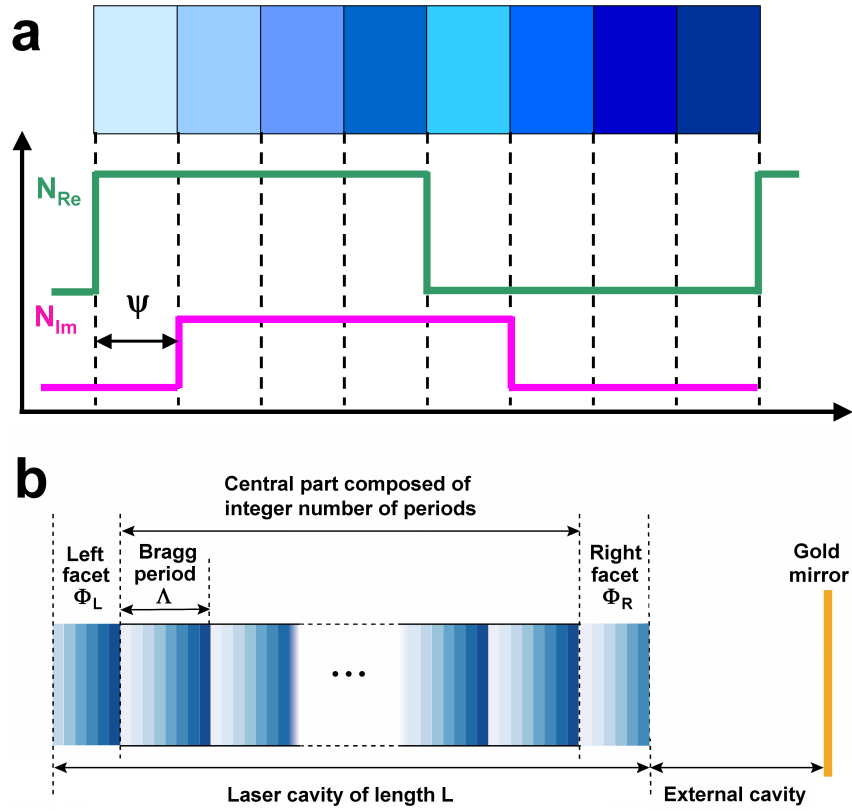 a
N_Re
Ψ
N_Im
b
Central part composed of
integer number of periods
Left
facet
Φ_L
Bragg
period
Λ
Right
facet
Φ_R
Gold
mirror
...
Laser cavity of length L
External cavity